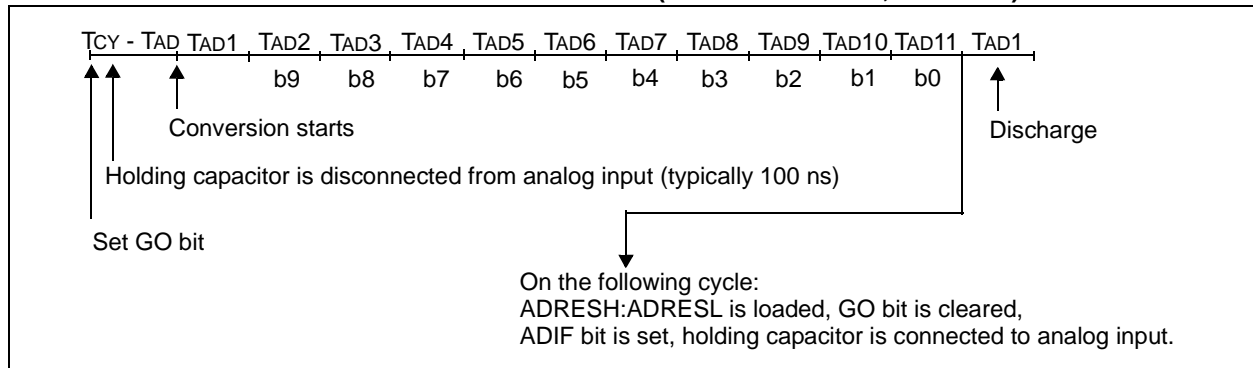 TCY - TAD TAD1 TAD2 TAD3 TAD4 TAD5 TAD6 TAD7 TAD8 TAD9 TAD10 TAD11 TAD1
b9 b8 b7 b6 b5 b4 b3 b2 b1 b0
Conversion starts
Discharge
Holding capacitor is disconnected from analog input (typically 100 ns)
Set GO bit
On the following cycle:
ADRESH:ADRESL is loaded, GO bit is cleared,
ADIF bit is set, holding capacitor is connected to analog input.